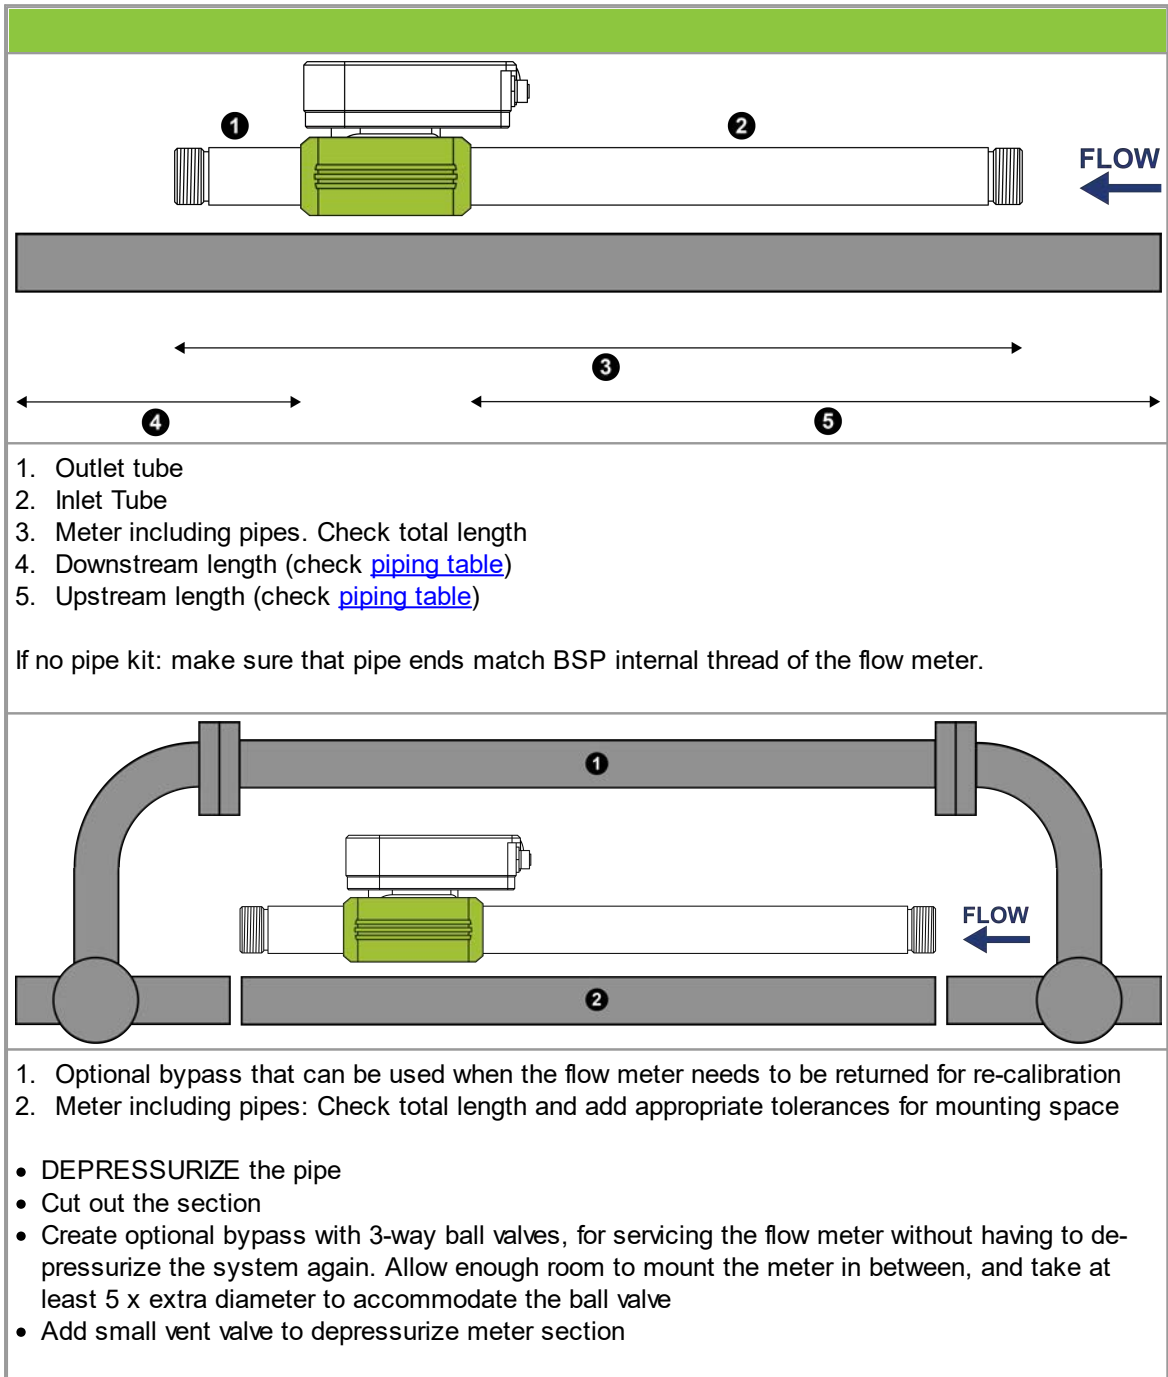 1
2
FLOW
3
4
5
1. Outlet tube
2. Inlet Tube
3. Meter including pipes. Check total length
4. Downstream length (check piping table)
5. Upstream length (check piping table)
If no pipe kit: make sure that pipe ends match BSP internal thread of the flow meter.
1
FLOW
2
1. Optional bypass that can be used when the flow meter needs to be returned for re-calibration
2. Meter including pipes: Check total length and add appropriate tolerances for mounting space
• DEPRESSURIZE the pipe
• Cut out the section
• Create optional bypass with 3-way ball valves, for servicing the flow meter without having to de-
pressurize the system again. Allow enough room to mount the meter in between, and take at
least 5 x extra diameter to accommodate the ball valve
• Add small vent valve to depressurize meter section